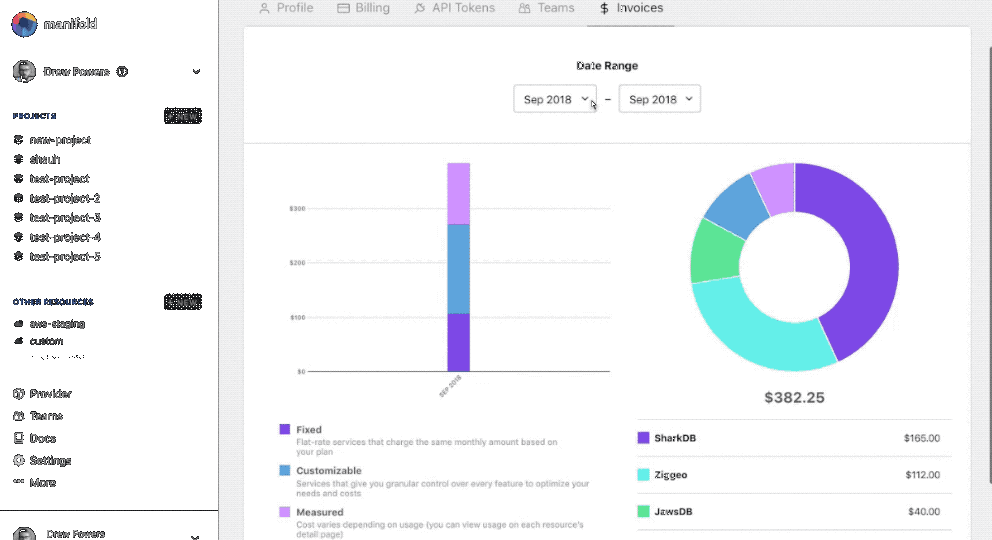 manifold
Drew Powers
PROJECTS
new-project
test-project
test-project-2
test-project-3
test-project-4
test-project-5
OTHER RESOURCES
aws-staging
custom
Provider
Teams
Docs
Settings
More
Drew Powers
Profile
Billing
API Tokens
Teams
Invoices
Date Range
Sep 2018 – Sep 2018
$300
$200
$100
$0
SEP 2018
$382.25
Fixed
Flat-rate services that charge the same monthly amount based on
your plan
Customizable
Services that give you granular control over every feature to optimize your
needs and costs
Measured
Cost varies depending on usage (you can view usage on each resource's
detail page)
SharkDB $165.00
Ziggeo $112.00
JawsDB $40.00